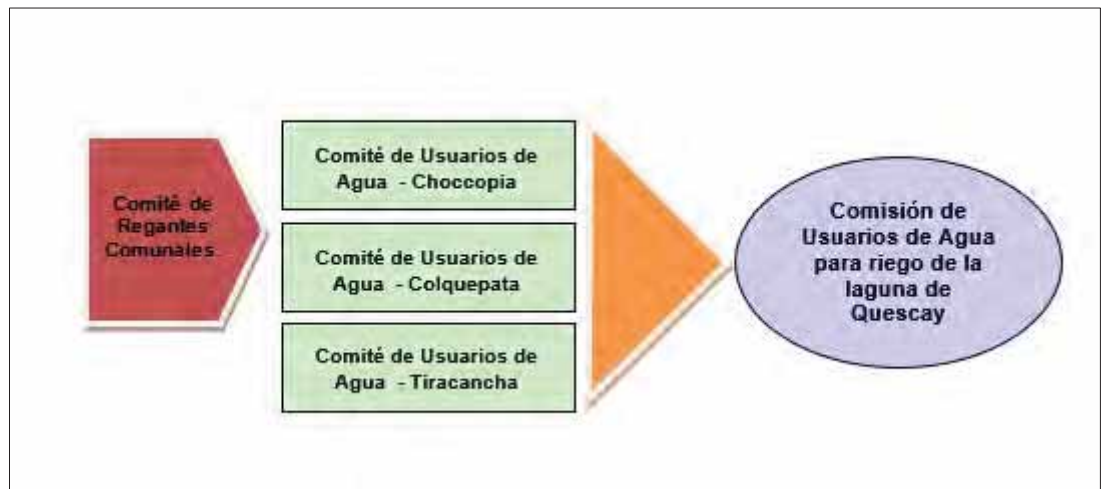 Comité de
Regantes
Comunales
Comité de Usuarios de
Agua - Choccopia
Comité de Usuarios de
Agua - Colquepata
Comité de Usuarios de
Agua - Tiracancha
Comisión de
Usuarios de Agua
para riego de la
laguna de
Quescay